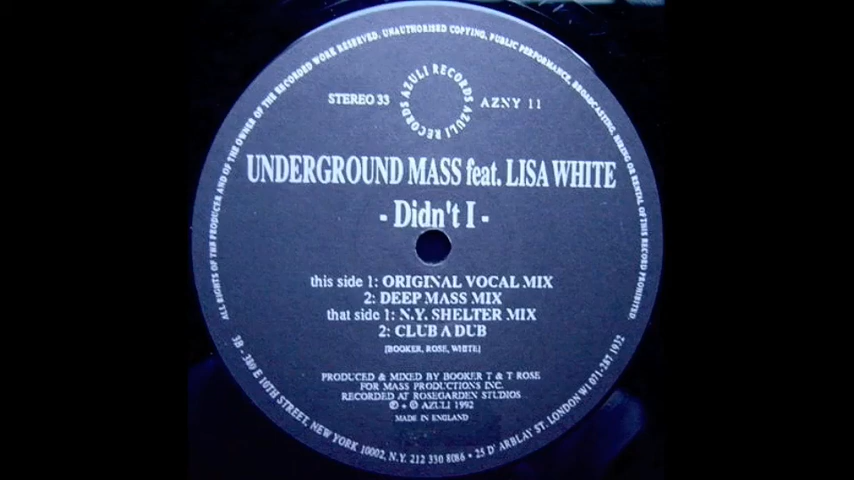 ALL RIGHTS OF THE PRODUCER AND OF THE OWNER OF THE RECORDED WORK RESERVED. UNAUTHORISED COPYING, PUBLIC PERFORMANCE, BROADCASTING, HIRING OR RENTAL OF THIS RECORD PROHIBITED.
AZULI RECORDS AZULI RECORDS
STEREO 33
AZNY 11
UNDERGROUND MASS feat. LISA WHITE
- Didn't I -
this side 1: ORIGINAL VOCAL MIX
2: DEEP MASS MIX
that side 1: N.Y. SHELTER MIX
2: CLUB A DUB
[BOOKER, ROSE, WHITE]
PRODUCED & MIXED BY BOOKER T & T ROSE
FOR MASS PRODUCTIONS INC.
RECORDED AT ROSEGARDEN STUDIOS
℗ + © AZULI 1992
MADE IN ENGLAND
3B - 380 E 10TH STREET, NEW YORK 10002, N.Y. 212 330 8086 • 25 D'ARBLAY ST. LONDON W1 071-287 1932